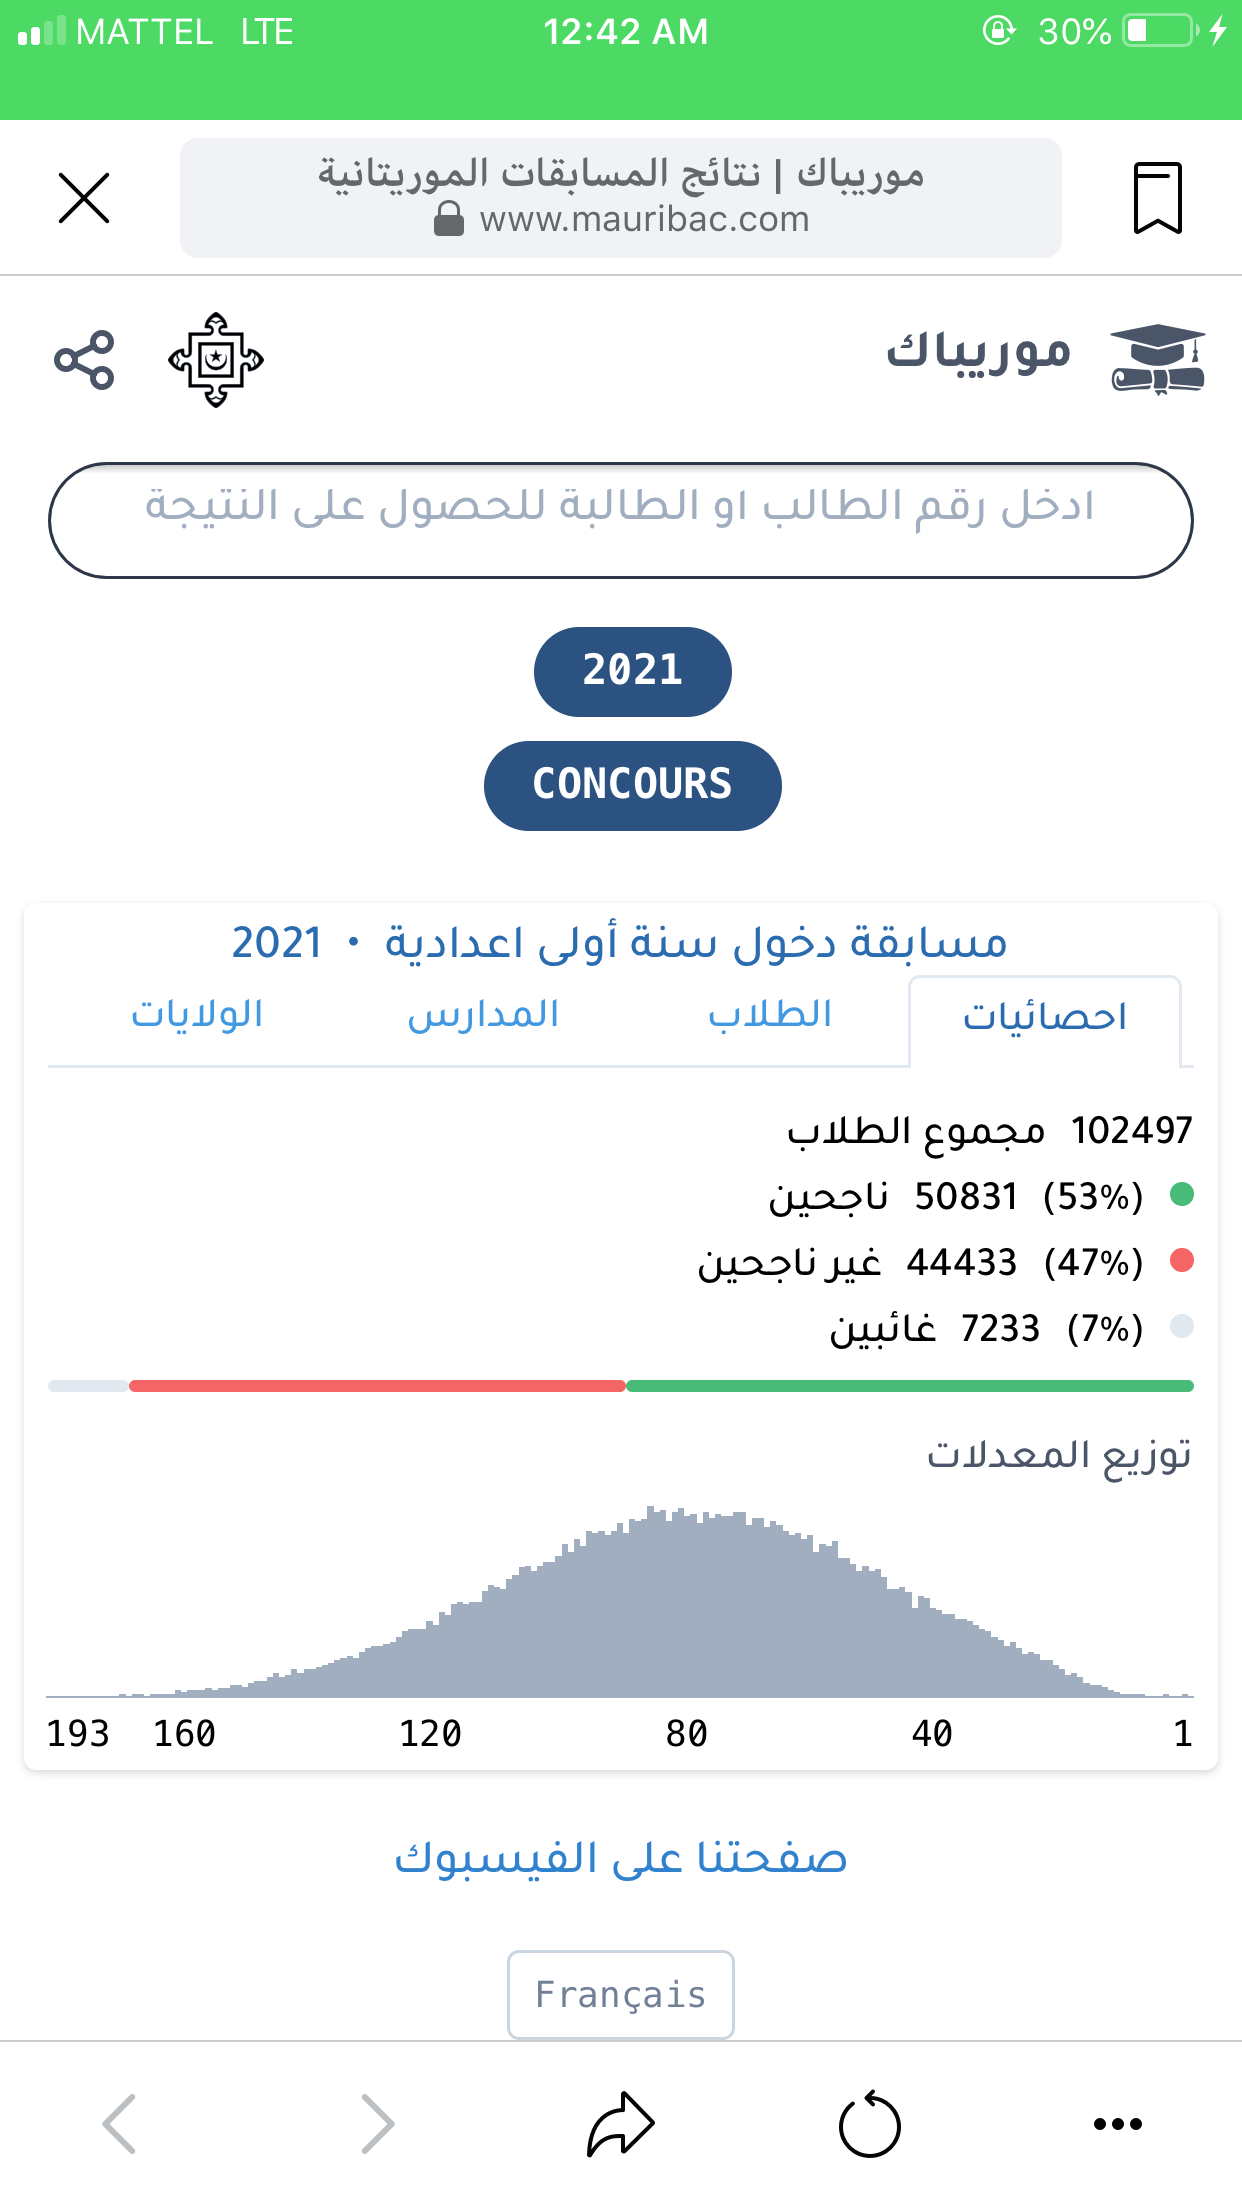 MATTEL LTE 12:42 AM 30%
موريباك | نتائج المسابقات الموريتانية
www.mauribac.com
موريباك
ادخل رقم الطالب او الطالبة للحصول على النتيجة
2021
CONCOURS
مسابقة دخول سنة أولى اعدادية • 2021
احصائيات الطلاب المدارس الولايات
102497 مجموع الطلاب
(53%) 50831 ناجحين
(47%) 44433 غير ناجحين
(7%) 7233 غائبين
توزيع المعدلات
193 160 120 80 40 1
صفحتنا على الفيسبوك
Français